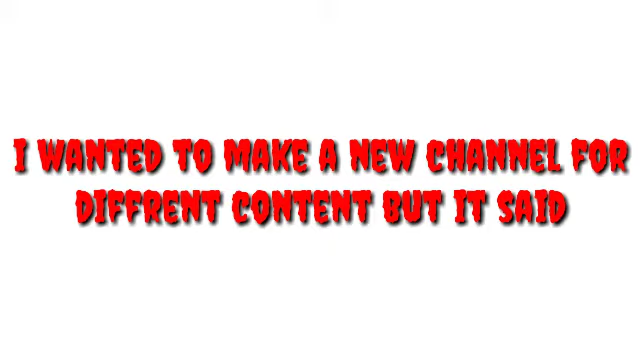 I WANTED TO MAKE A NEW CHANNEL FOR
DIFFRENT CONTENT BUT IT SAID